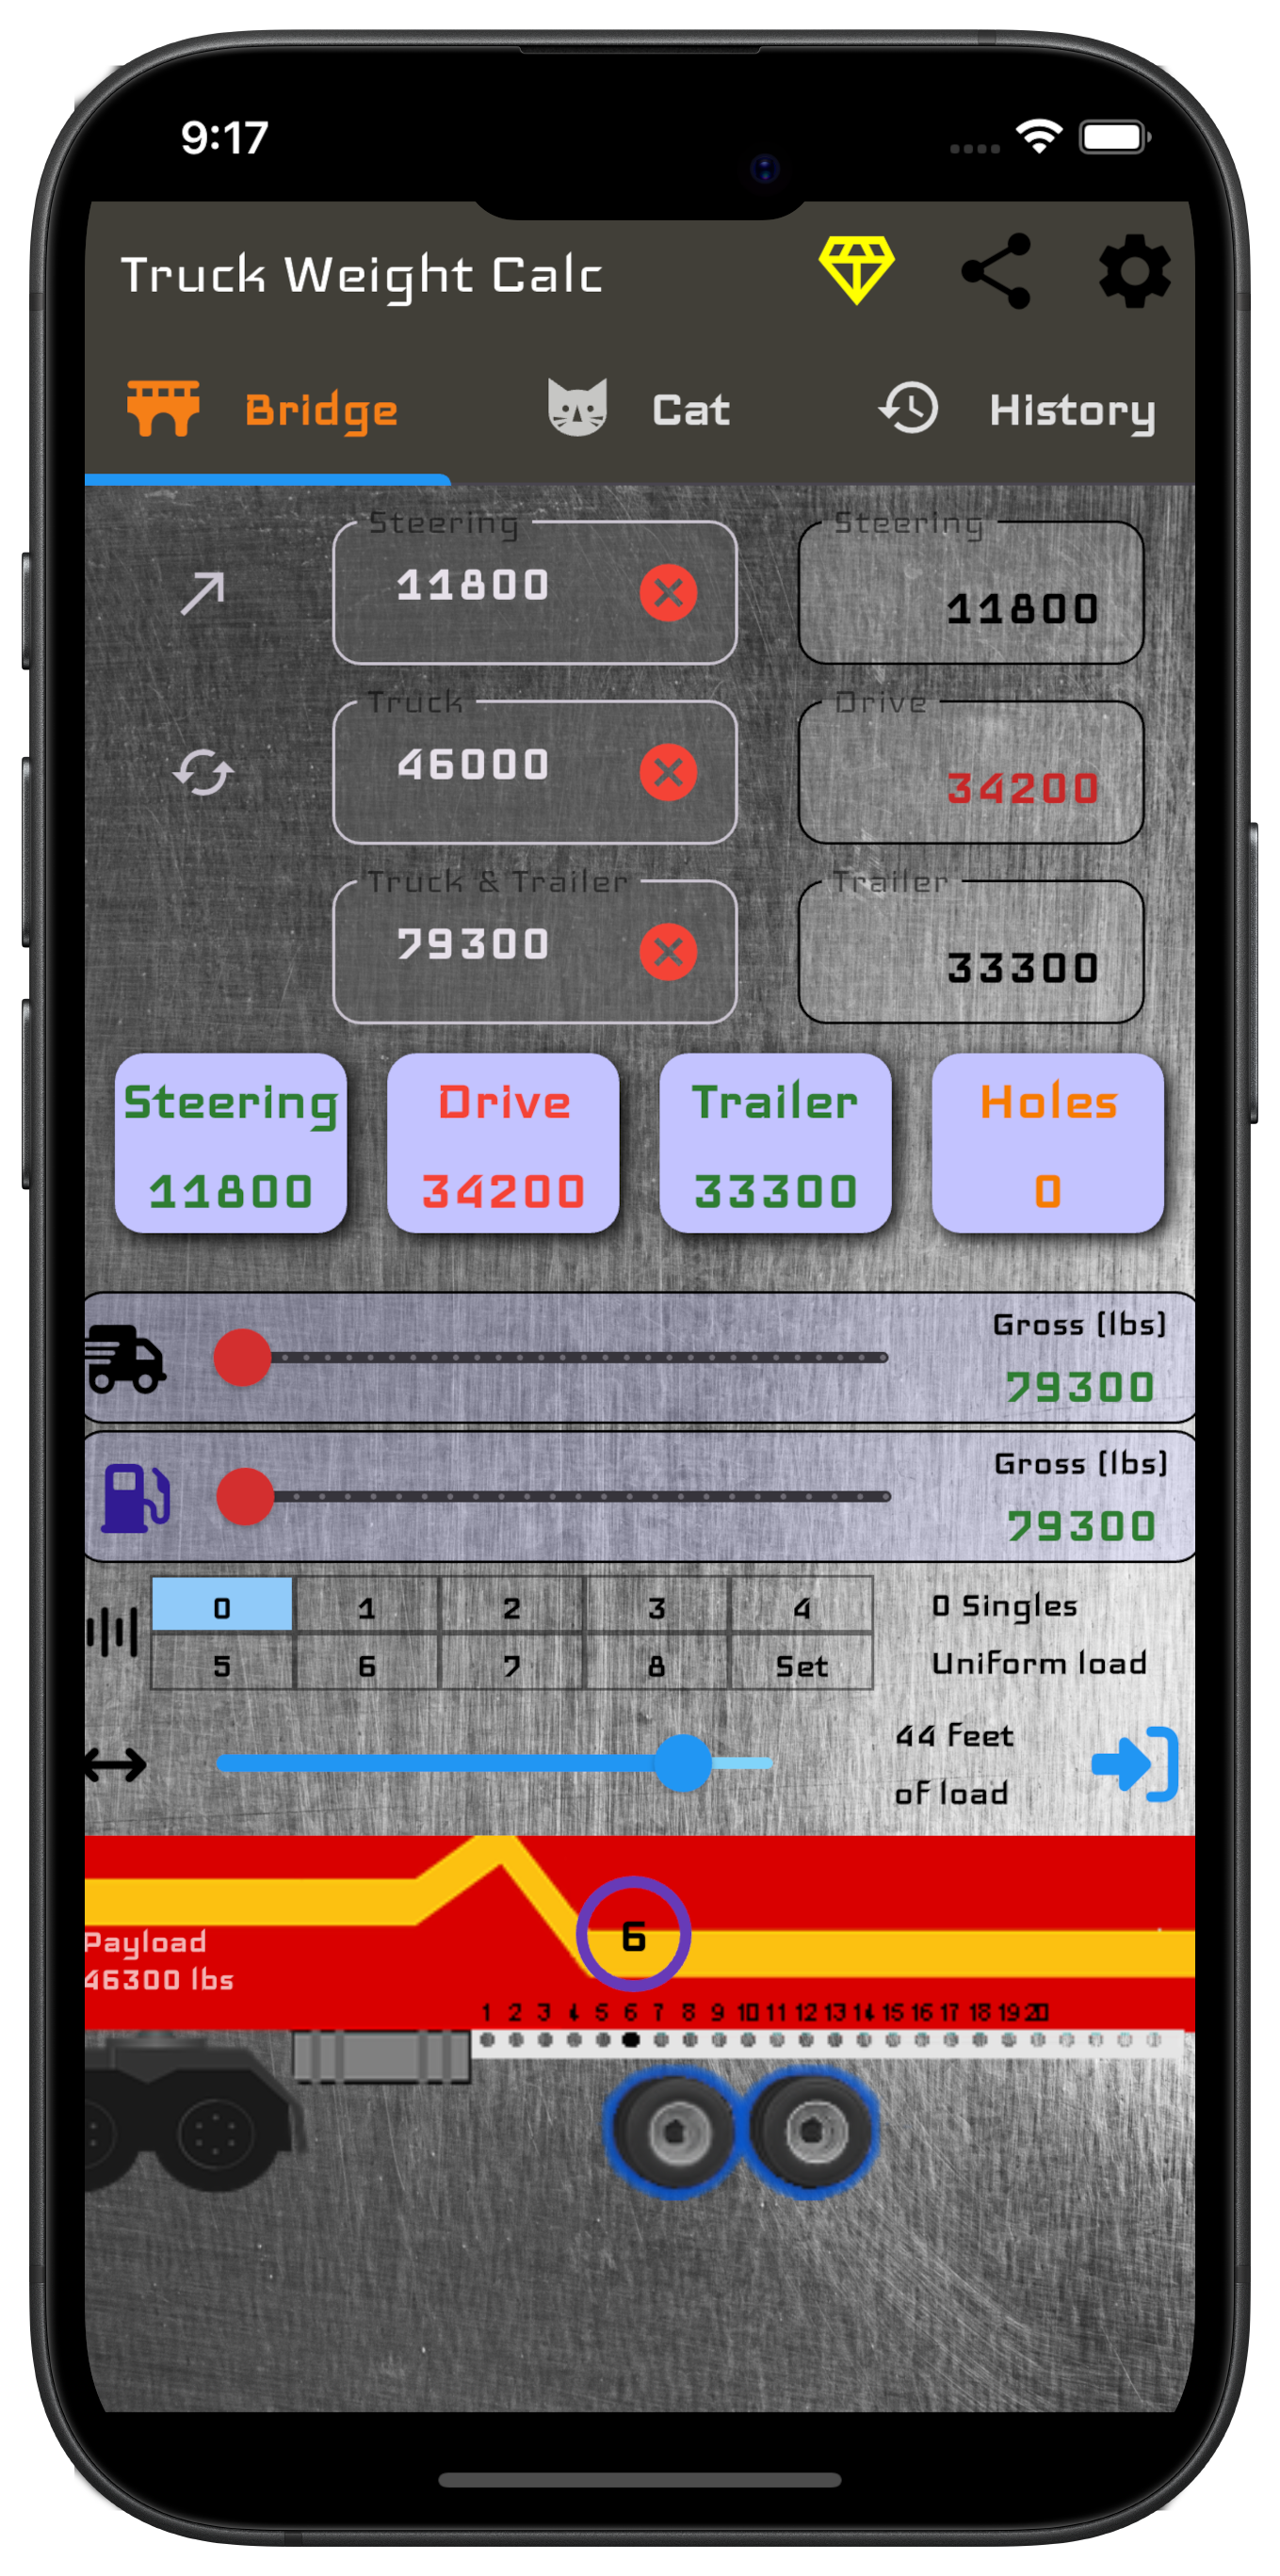 9:17
Truck Weight Calc
Bridge Cat History
Steering Steering
11800 11800
Truck Drive
46000 34200
Truck & Trailer Trailer
79300 33300
Steering Drive Trailer Holes
11800 34200 33300 0
Gross (lbs)
79300
Gross (lbs)
79300
0 1 2 3 4 0 Singles
5 6 7 8 Set Uniform load
44 Feet
of load
6
Payload
46300 lbs
1 2 3 4 5 6 7 8 9 10 11 12 13 14 15 16 17 18 19 20